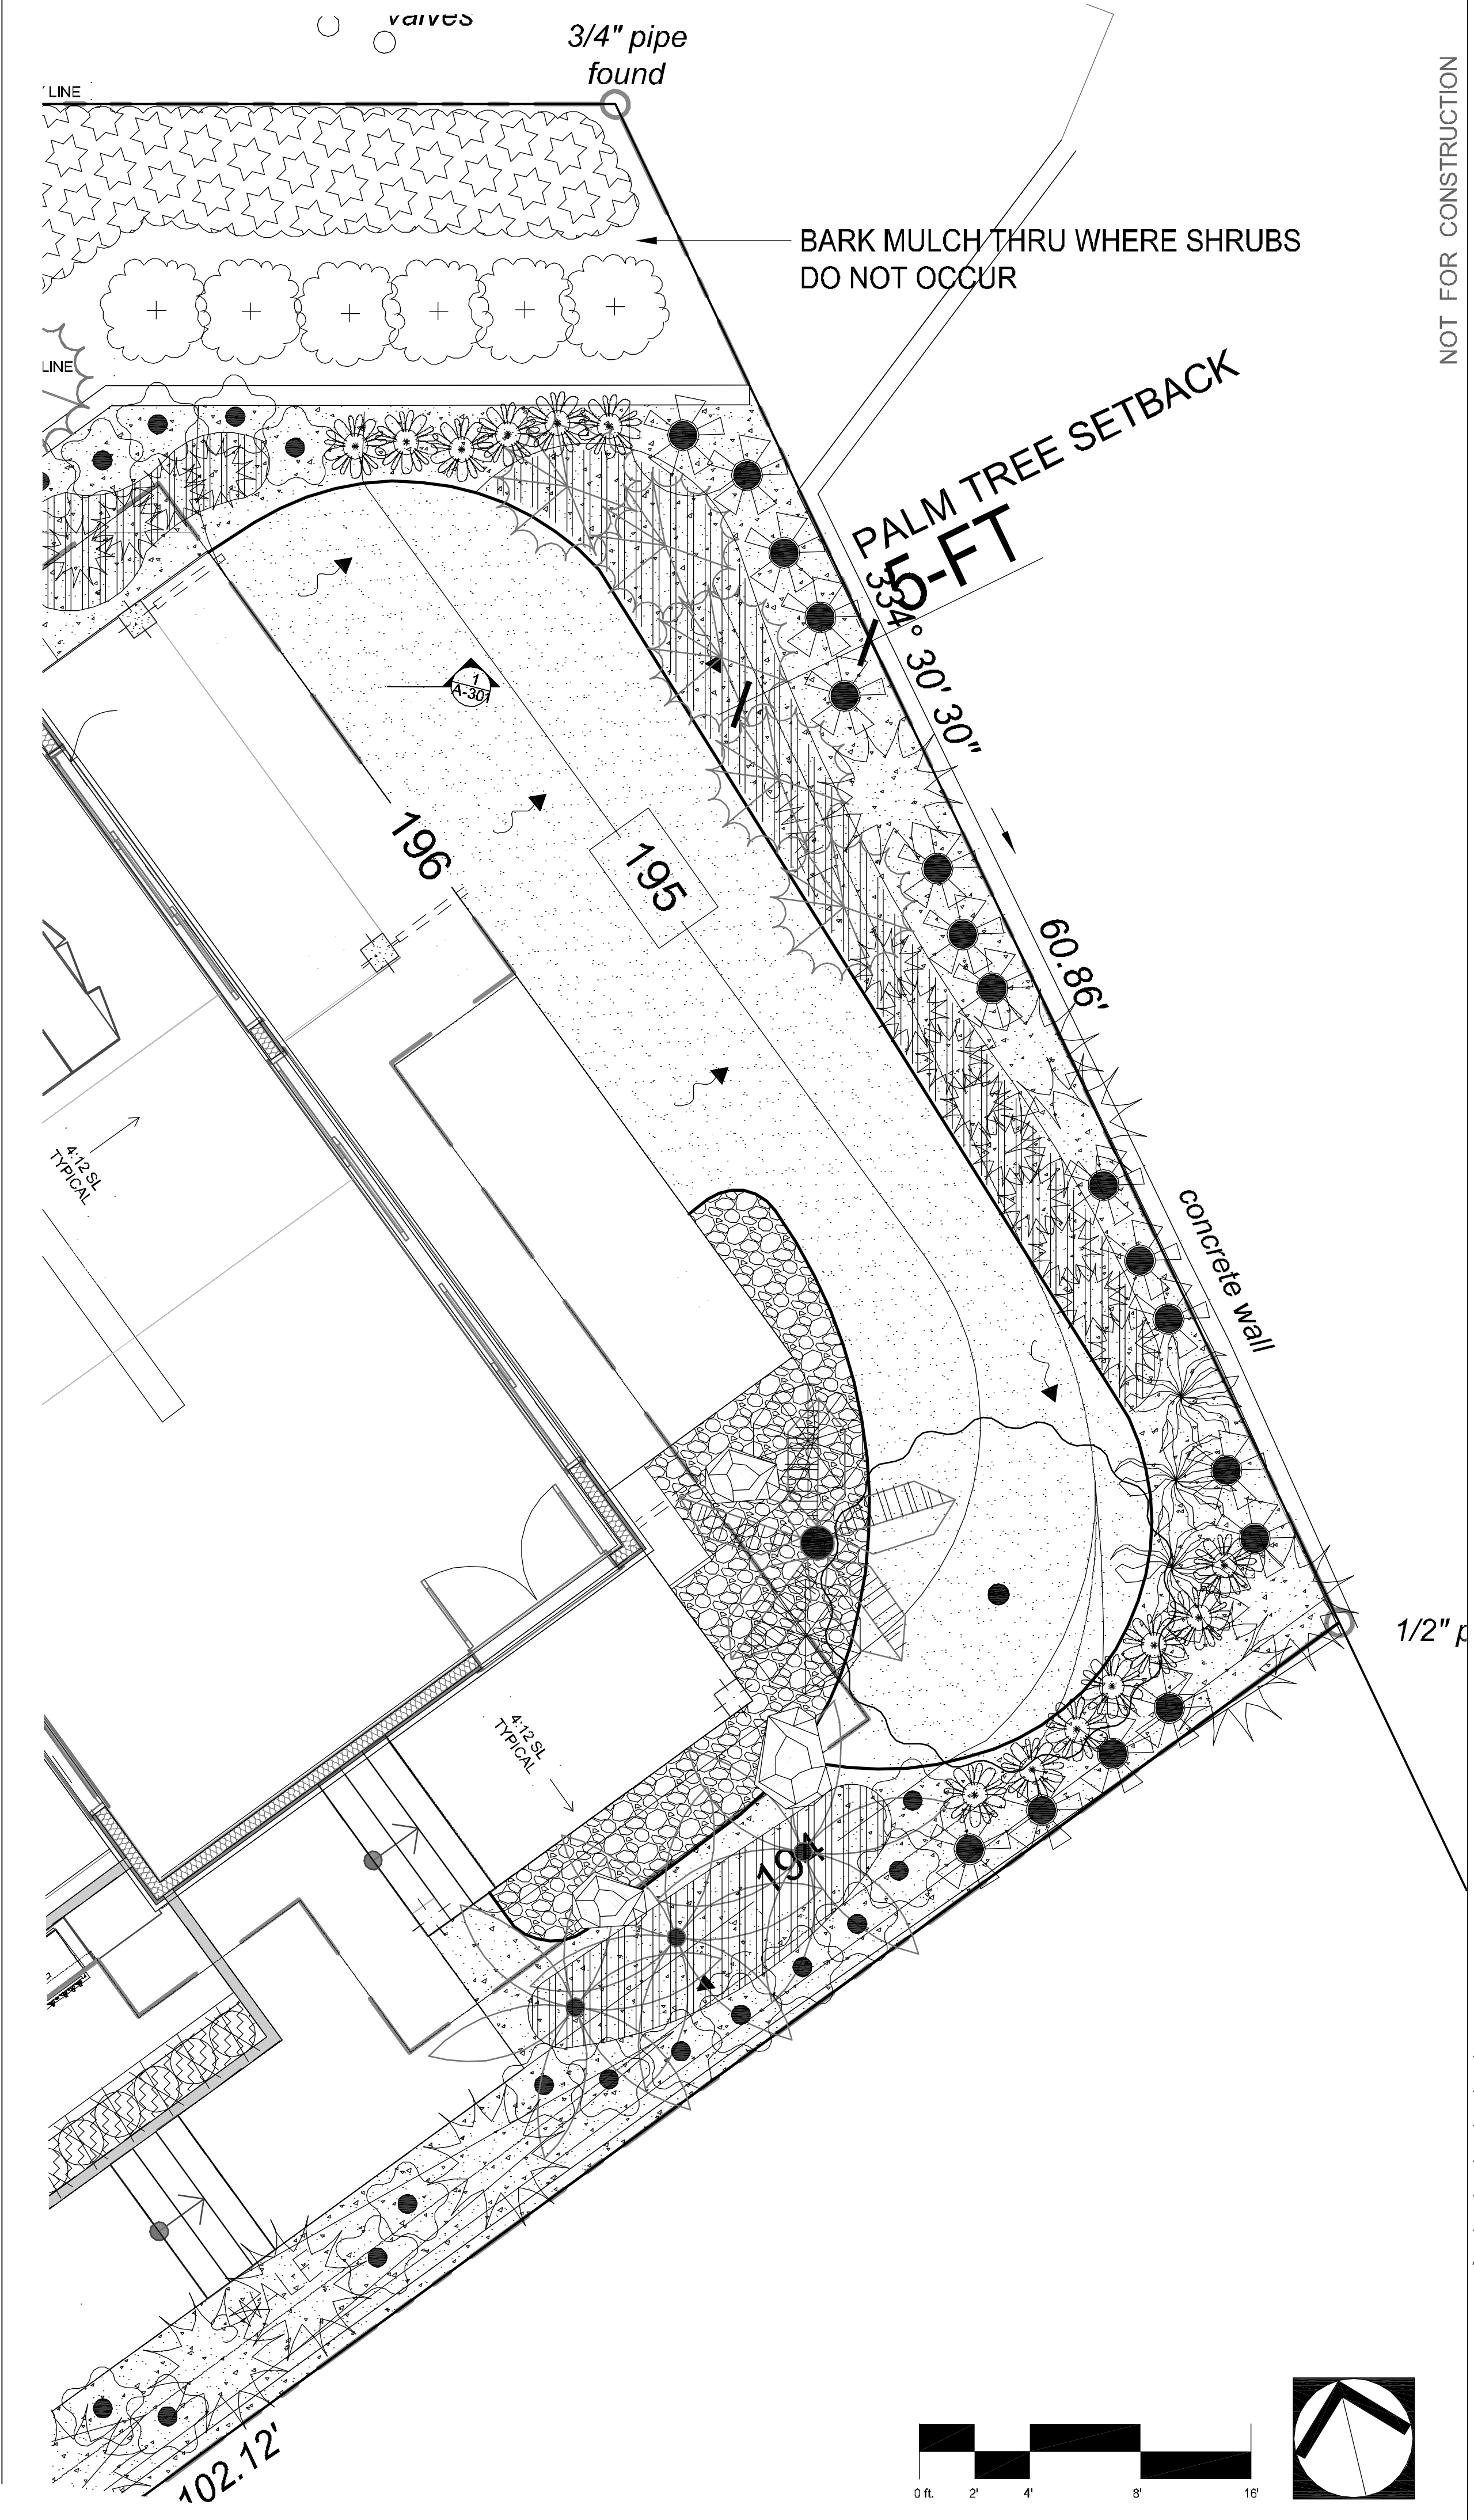 valves
3/4" pipe
found
LINE
NOT FOR CONSTRUCTION
BARK MULCH THRU WHERE SHRUBS
DO NOT OCCUR
LINE
PALM TREE SETBACK
5-FT
334° 30' 30"
1
A-301
196
195
60.86'
4:12 SL
TYPICAL
concrete wall
1/2" p
4:12 SL
TYPICAL
194
102.12'
0 ft. 2' 4' 8' 16'